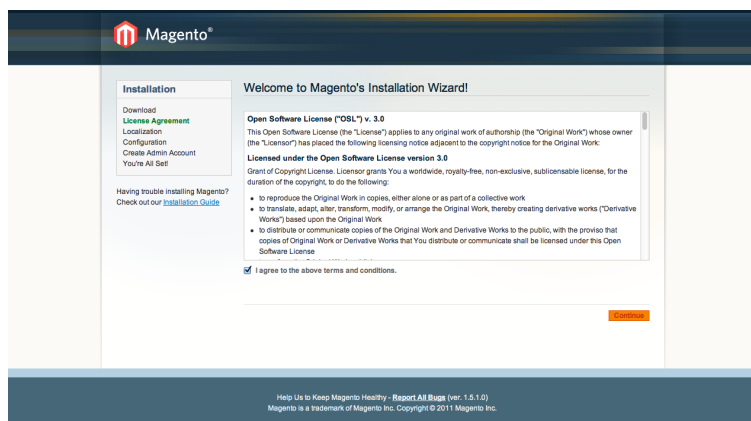 Magento®
Installation
Download
License Agreement
Localization
Configuration
Create Admin Account
You're All Set!
Having trouble installing Magento?
Check out our Installation Guide
Welcome to Magento's Installation Wizard!
Open Software License ("OSL") v. 3.0
This Open Software License (the "License") applies to any original work of authorship (the "Original Work") whose owner
(the "Licensor") has placed the following licensing notice adjacent to the copyright notice for the Original Work:
Licensed under the Open Software License version 3.0
Grant of Copyright License. Licensor grants You a worldwide, royalty-free, non-exclusive, sublicensable license, for the
duration of the copyright, to do the following:
• to reproduce the Original Work in copies, either alone or as part of a collective work
• to translate, adapt, alter, transform, modify, or arrange the Original Work, thereby creating derivative works ("Derivative
Works") based upon the Original Work
• to distribute or communicate copies of the Original Work and Derivative Works to the public, with the proviso that
copies of Original Work or Derivative Works that You distribute or communicate shall be licensed under this Open
Software License
I agree to the above terms and conditions.
Continue
Help Us to Keep Magento Healthy - Report All Bugs (ver. 1.5.1.0)
Magento is a trademark of Magento Inc. Copyright © 2011 Magento Inc.